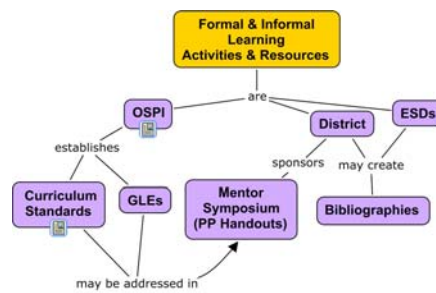 Formal & Informal
Learning
Activities & Resources
are
OSPI
District
ESDs
establishes
sponsors
may create
Curriculum
Standards
GLEs
Mentor
Symposium
(PP Handouts)
Bibliographies
may be addressed in